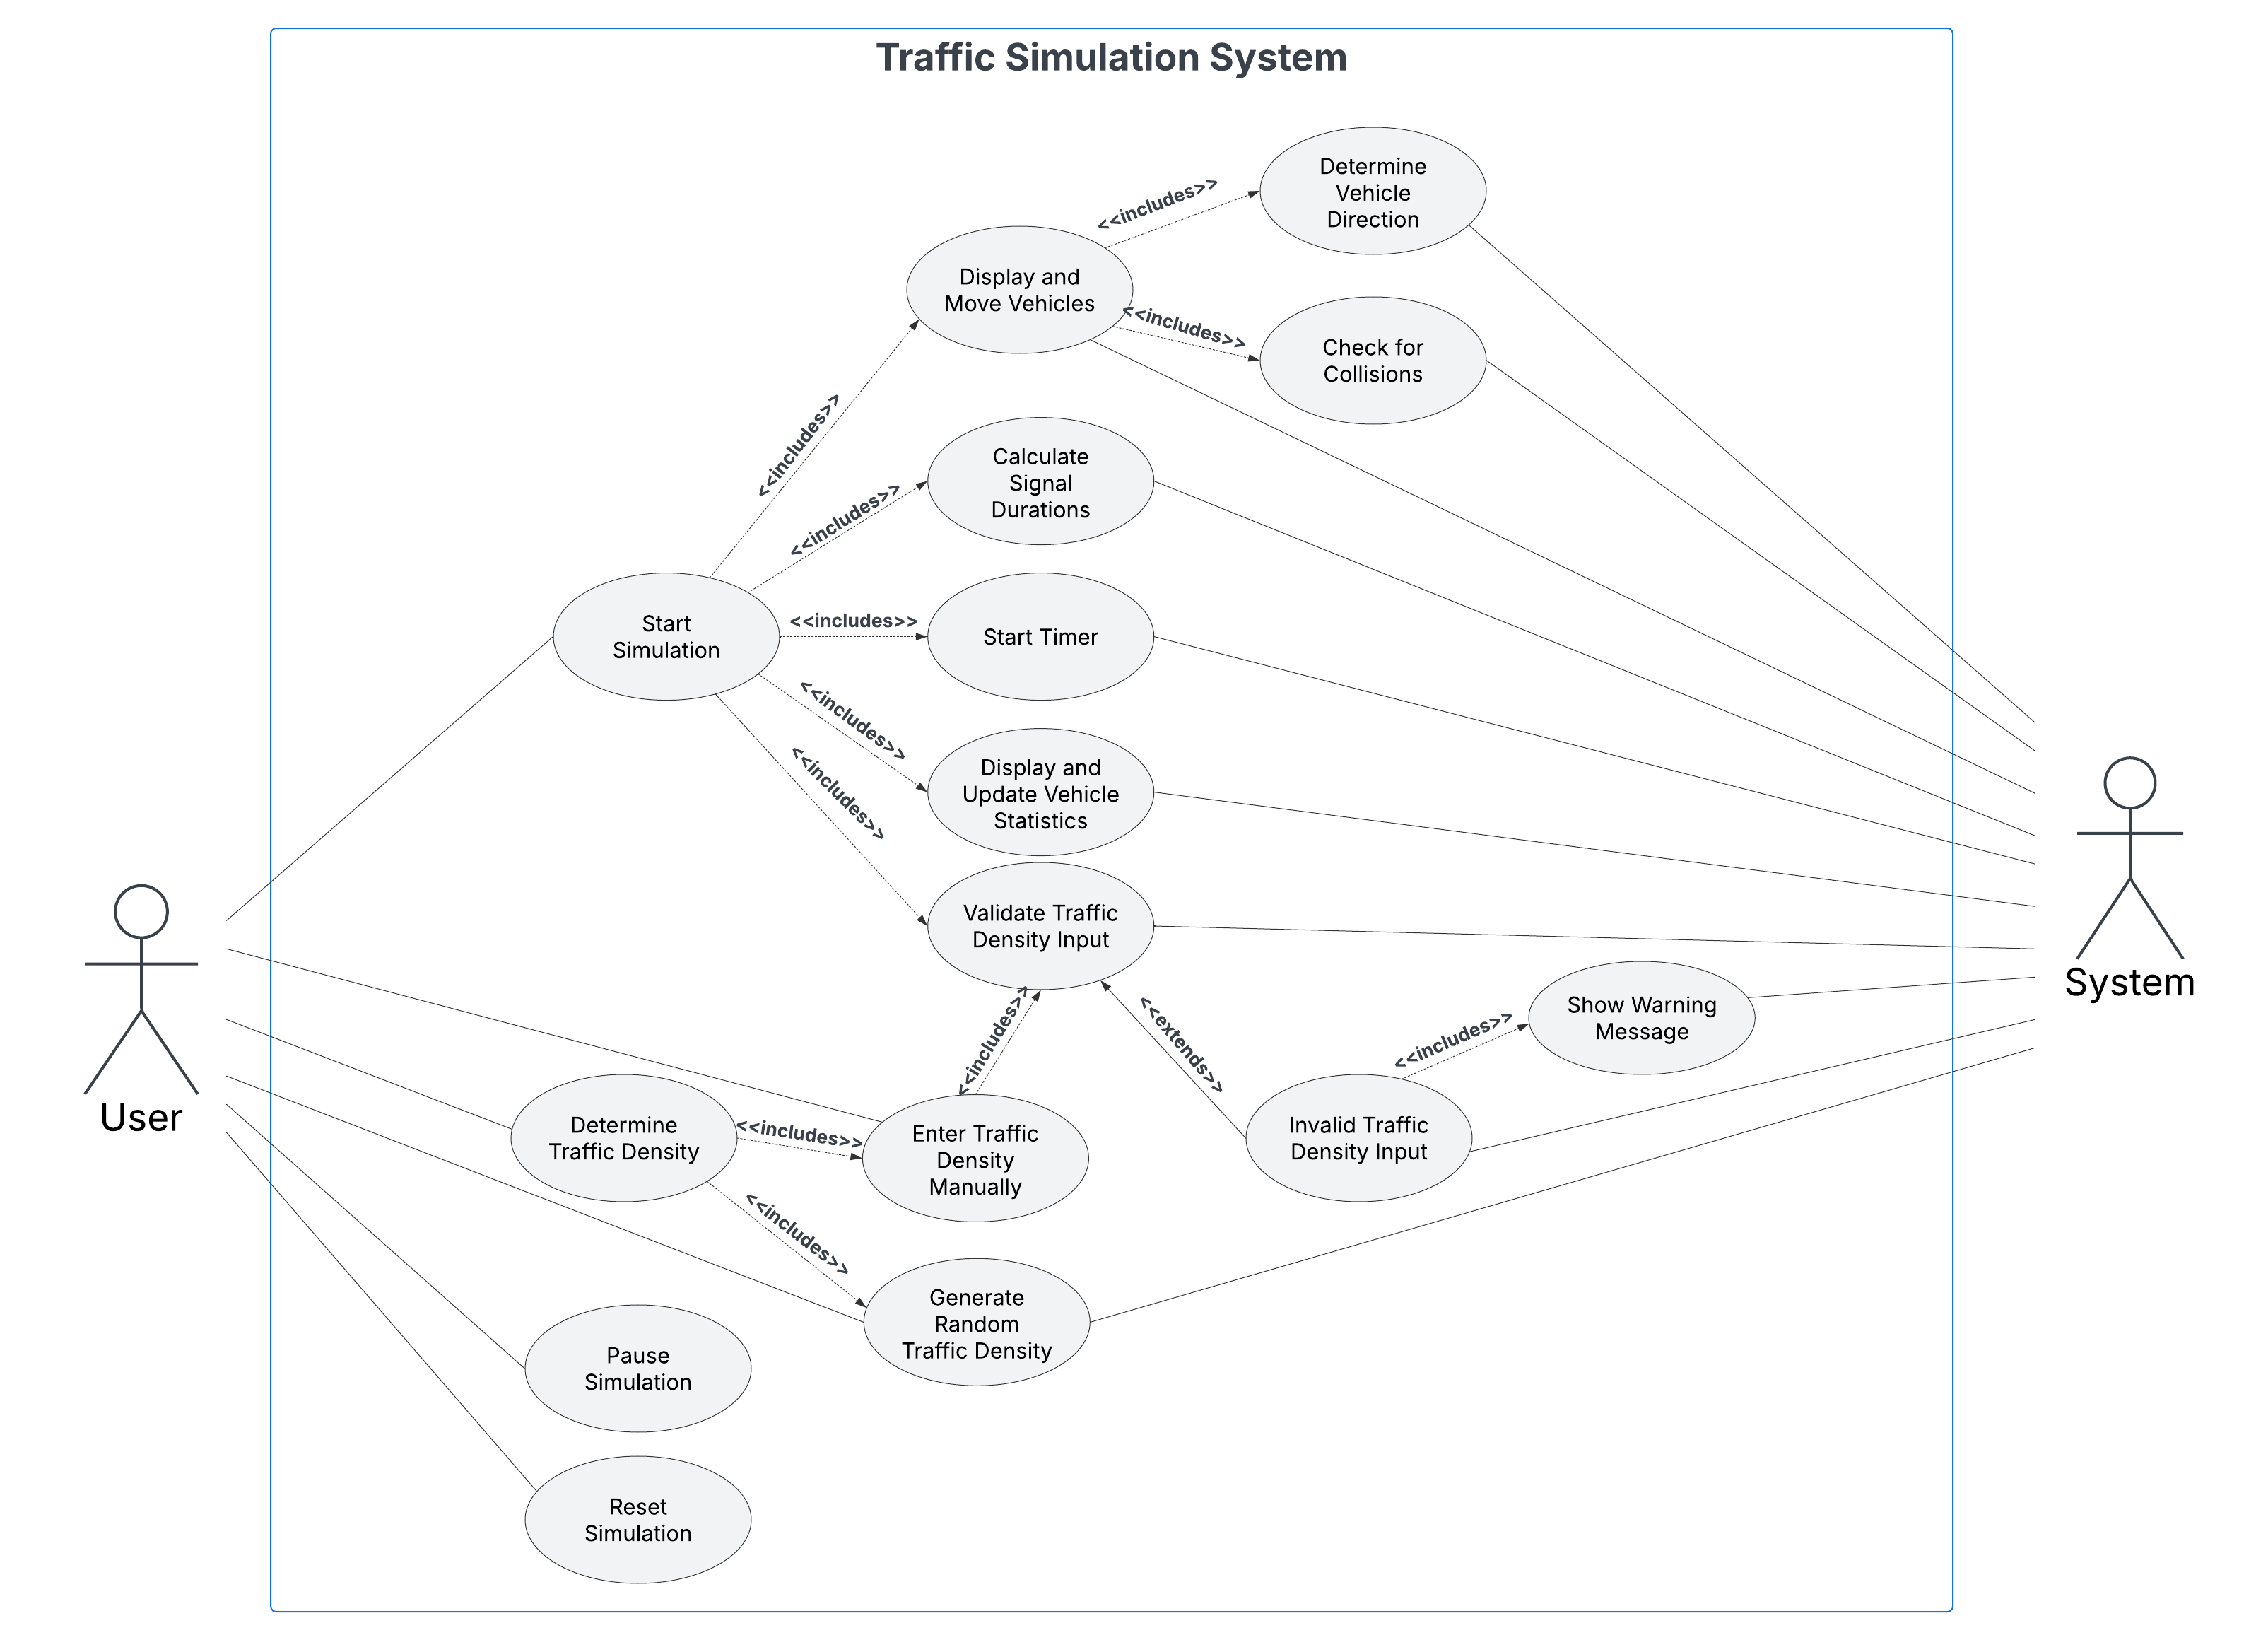 Traffic Simulation System
Determine
Vehicle
Direction
<<includes>>
Display and
Move Vehicles
<<includes>>
Check for
Collisions
<<includes>>
Calculate
Signal
Durations
<<includes>>
Start
Simulation
<<includes>>
Start Timer
<<includes>>
Display and
Update Vehicle
Statistics
<<includes>>
Validate Traffic
Density Input
System
<<includes>>
<<extends>>
<<includes>>
Show Warning
Message
User
Determine
Traffic Density
<<includes>>
Enter Traffic
Density
Manually
Invalid Traffic
Density Input
<<includes>>
Generate
Random
Traffic Density
Pause
Simulation
Reset
Simulation